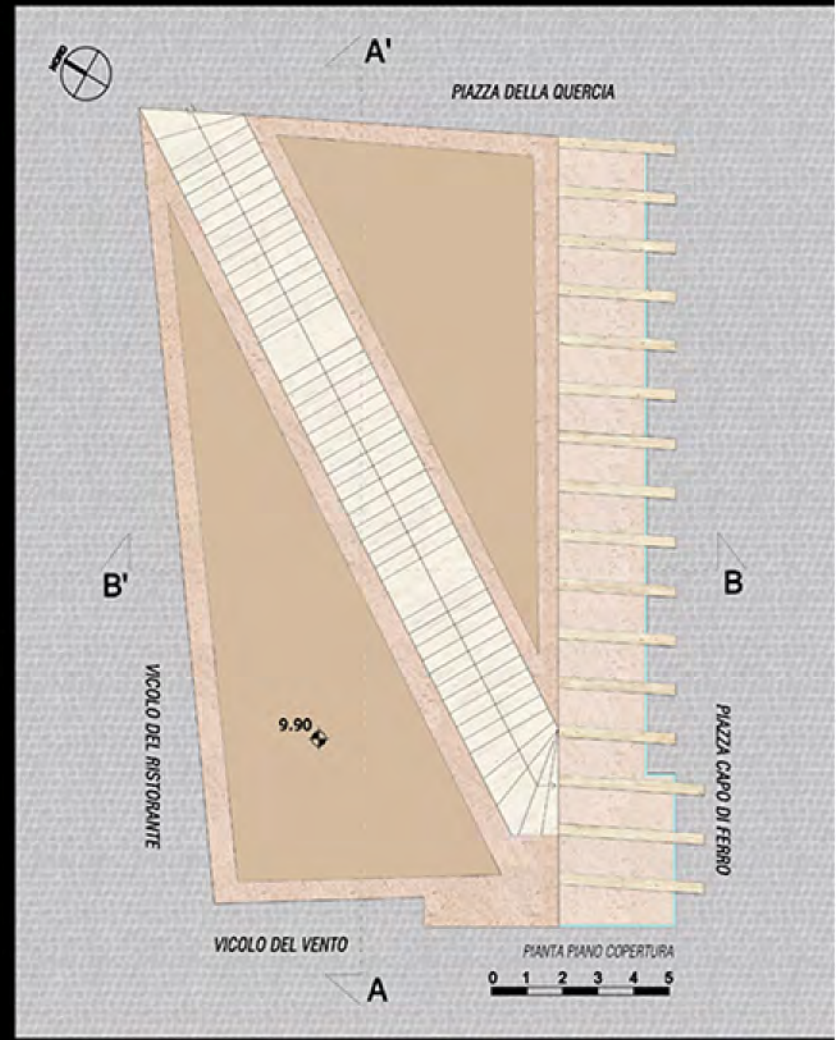 NORD
A'
PIAZZA DELLA QUERCIA
B'
B
VICOLO DEL RISTORANTE
9.90
PIAZZA CAPO DI FERRO
VICOLO DEL VENTO
PIANTA PIANO COPERTURA
A
0 1 2 3 4 5